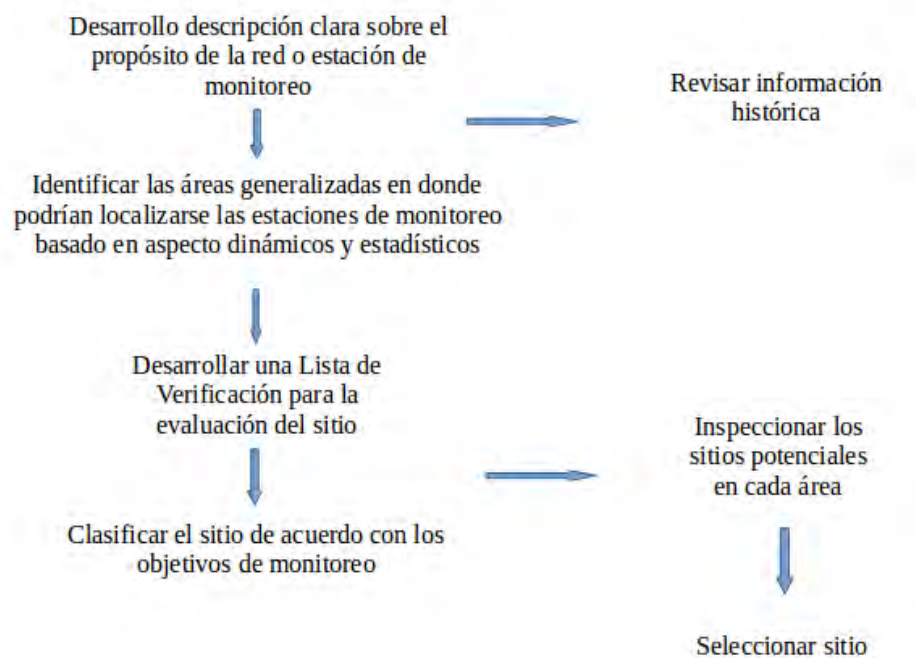 Desarrollo descripción clara sobre el
propósito de la red o estación de
monitoreo
Revisar información
histórica
Identificar las áreas generalizadas en donde
podrían localizarse las estaciones de monitoreo
basado en aspecto dinámicos y estadísticos
Desarrollar una Lista de
Verificación para la
evaluación del sitio
Inspeccionar los
sitios potenciales
en cada área
Clasificar el sitio de acuerdo con los
objetivos de monitoreo
Seleccionar sitio